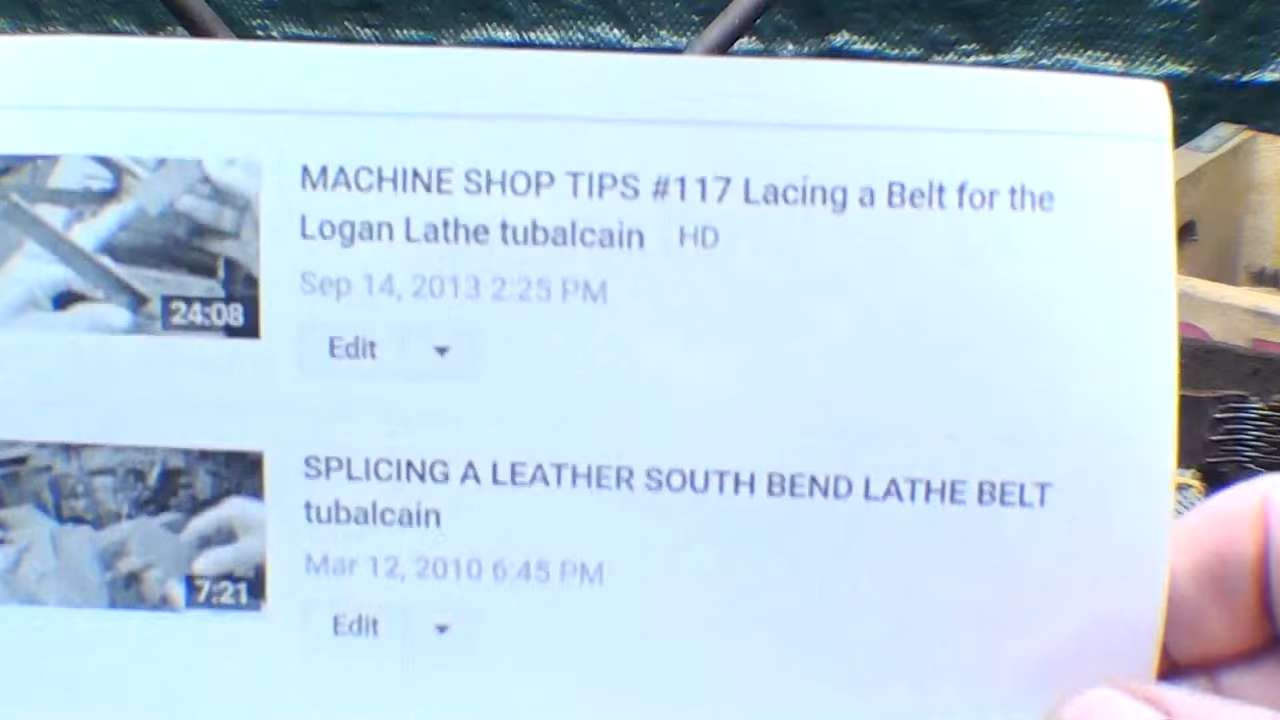 MACHINE SHOP TIPS #117 Lacing a Belt for the
Logan Lathe tubalcain HD
Sep 14, 2013 2:25 PM
24:08
Edit
SPLICING A LEATHER SOUTH BEND LATHE BELT
tubalcain
Mar 12, 2010 6:45 PM
7:21
Edit